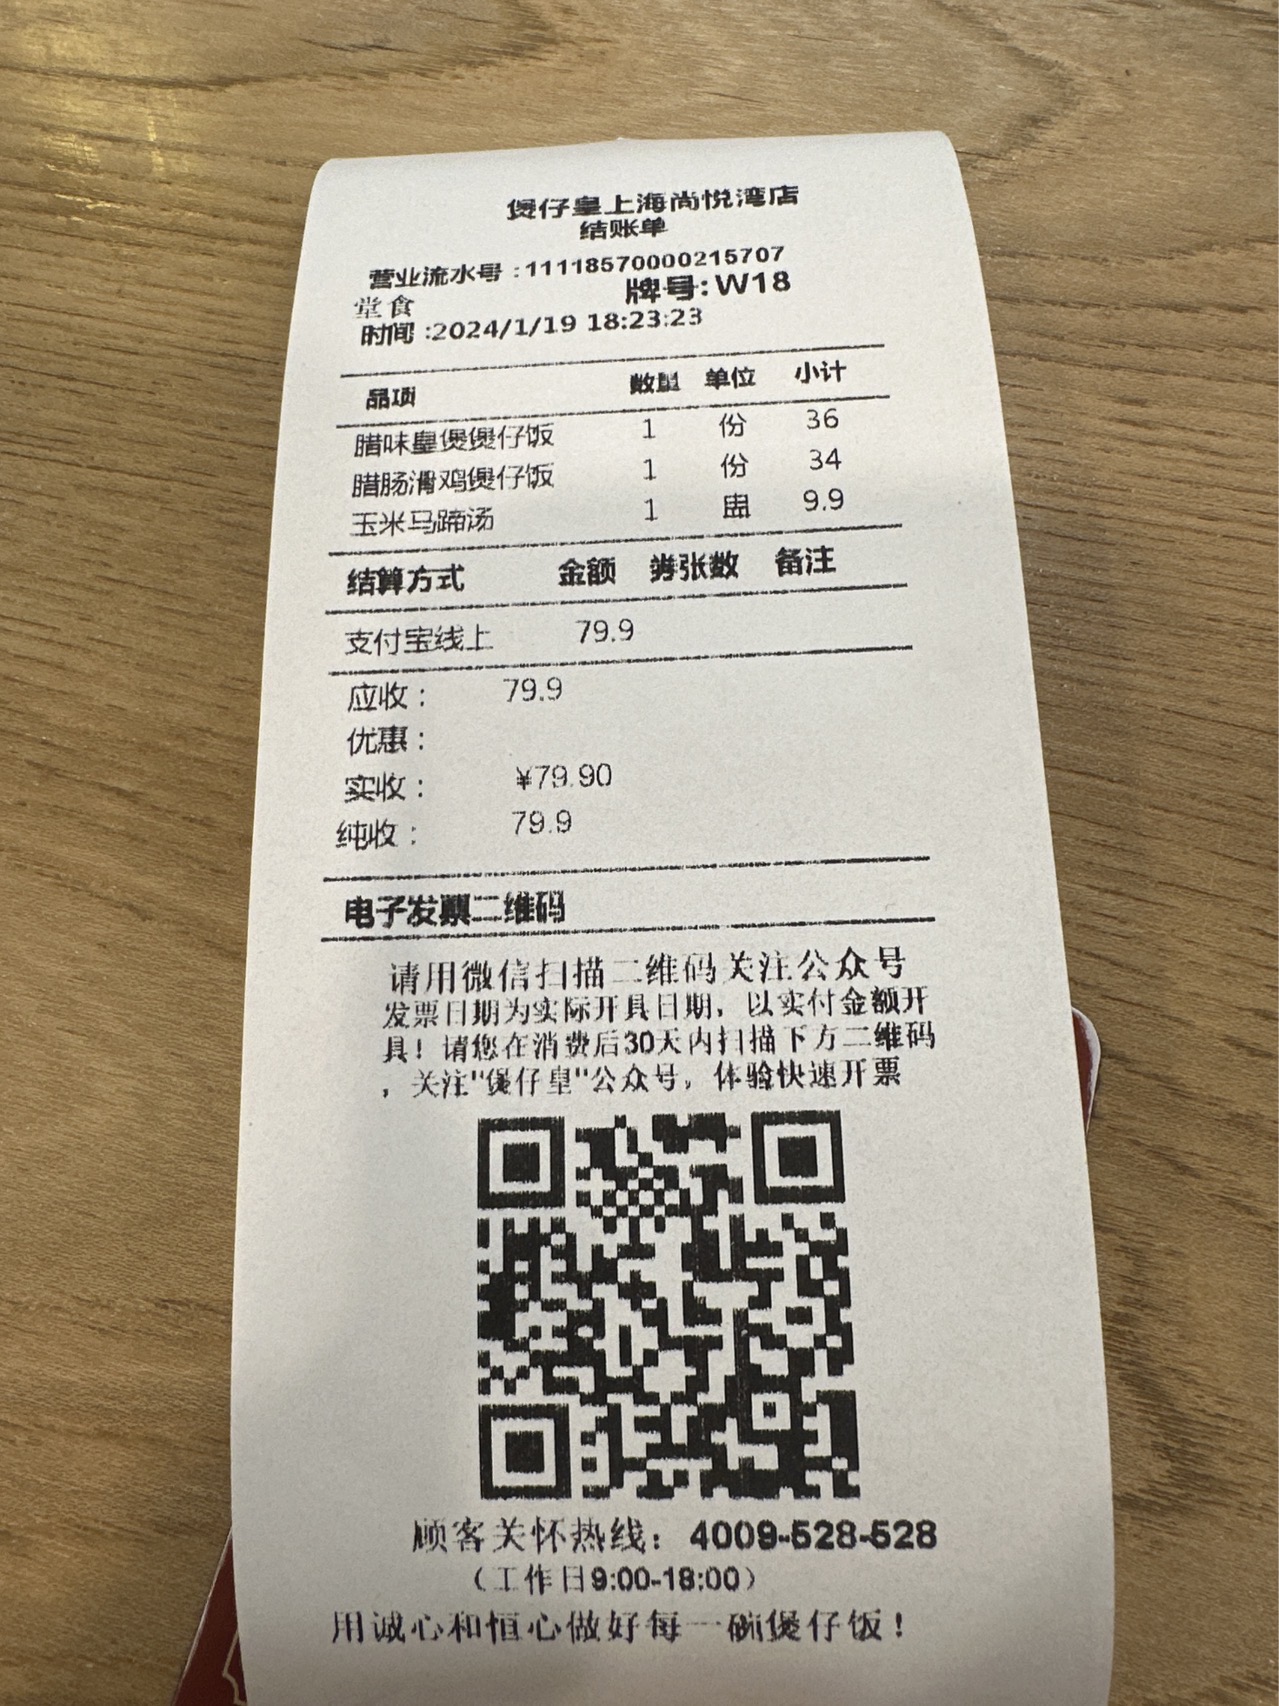 煲仔皇上海尚悦湾店
结账单
营业流水号:11118570000215707
堂食 牌号:W18
时间:2024/1/19 18:23:23
品项 数量 单位 小计
腊味皇煲煲仔饭 1 份 36
腊肠滑鸡煲仔饭 1 份 34
玉米马蹄汤 1 盅 9.9
结算方式 金额 券张数 备注
支付宝线上 79.9
应收: 79.9
优惠:
实收: ¥79.90
纯收: 79.9
电子发票二维码
请用微信扫描二维码关注公众号
发票日期为实际开具日期，以实付金额开
具！请您在消费后30天内扫描下方二维码
，关注"煲仔皇"公众号，体验快速开票
顾客关怀热线：4009-528-528
（工作日9:00-18:00）
用诚心和恒心做好每一碗煲仔饭！